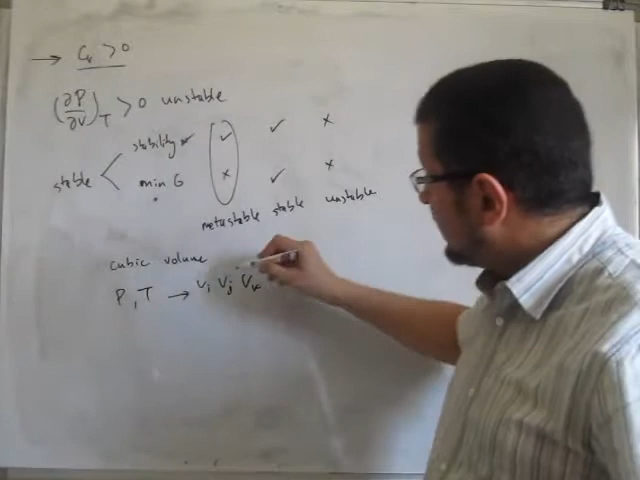 → Cv > 0
(∂P/∂v)T > 0 unstable
stability ✓ ✓ ✓ ×
stable <
min G × ✓ ×
metastable stable unstable
cubic volume
P, T → vi vj vk